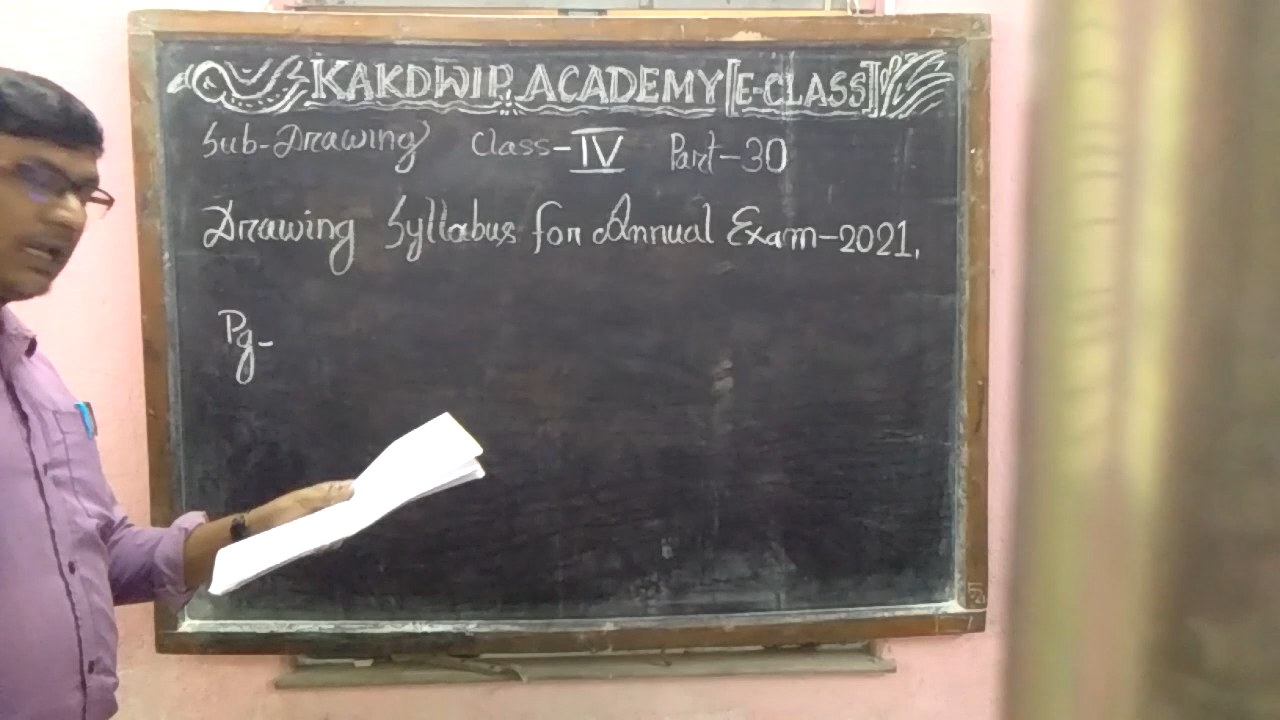 KAKDWIP ACADEMY [E-CLASS]
Sub-Drawing Class-IV Part-30
Drawing Syllabus for Annual Exam-2021.
Pg-